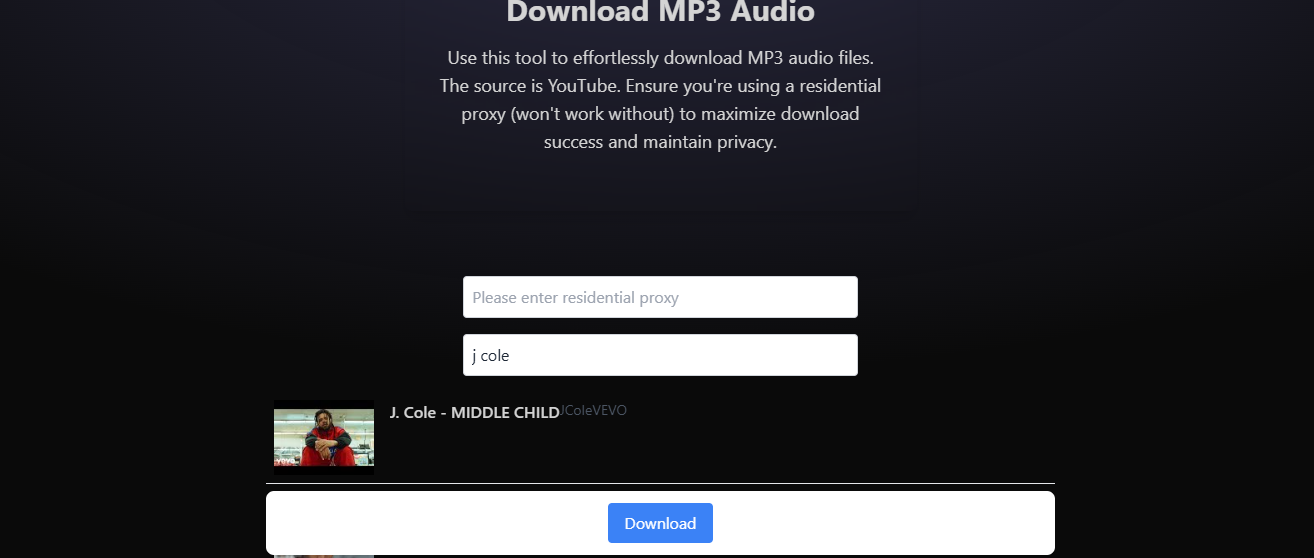 Download MP3 Audio
Use this tool to effortlessly download MP3 audio files.
The source is YouTube. Ensure you're using a residential
proxy (won't work without) to maximize download
success and maintain privacy.
Please enter residential proxy
j cole
J. Cole - MIDDLE CHILDJColeVEVO
Download